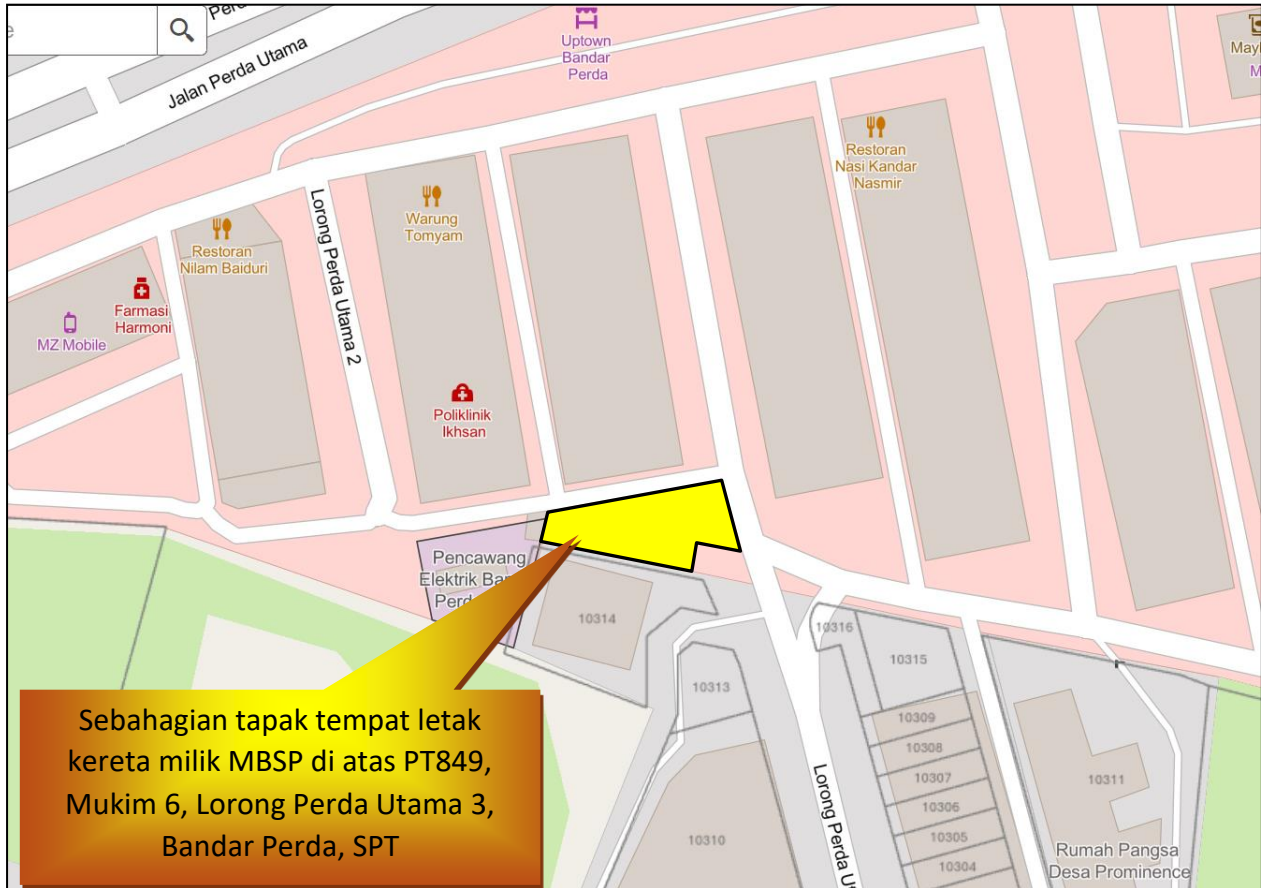 e
Jalan Perda Utama
Uptown
Bandar
Perda
Restoran
Nasi Kandar
Nasmir
Warung
Tomyam
Restoran
Nilam Baiduri
Lorong Perda Utama 2
Farmasi
Harmoni
MZ Mobile
Poliklinik
Ikhsan
Pencawang
Elektrik
10314
10316
10315
10313
10309
10308
10307
10306
10305
10304
10311
10310
Lorong Perda
Rumah Pangsa
Desa Prominence
Sebahagian tapak tempat letak
kereta milik MBSP di atas PT849,
Mukim 6, Lorong Perda Utama 3,
Bandar Perda, SPT